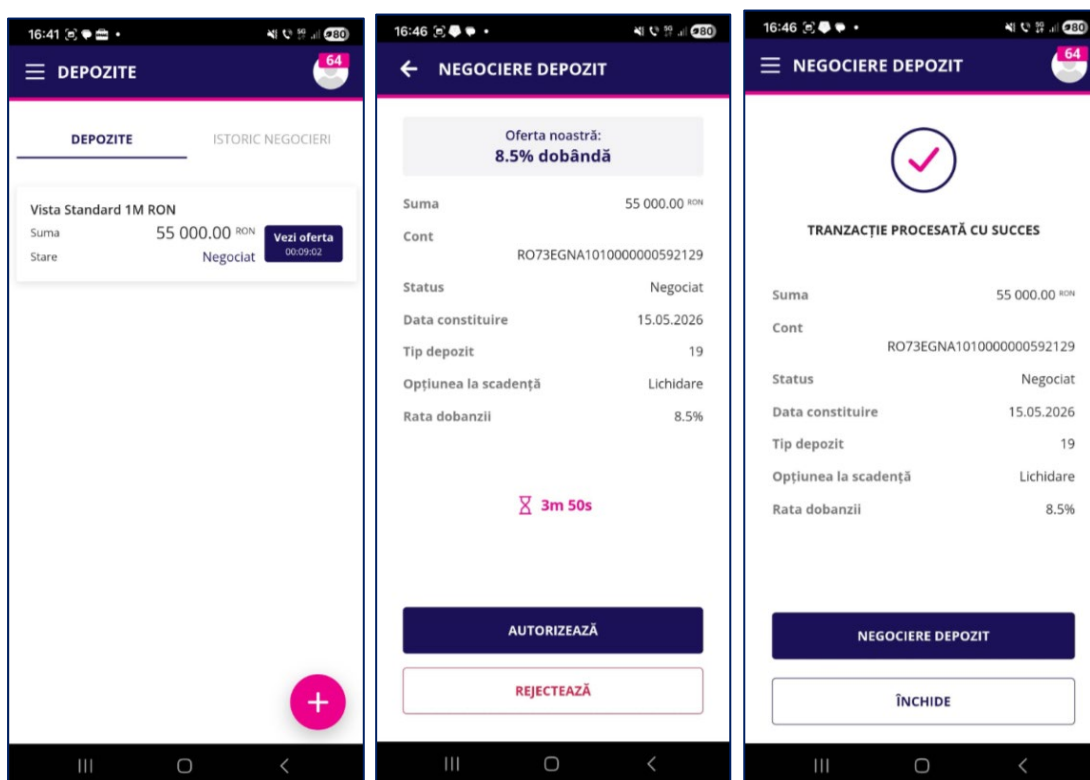 16:41
80
DEPOZITE
64
DEPOZITE
ISTORIC NEGOCIERI
Vista Standard 1M RON
Suma 55 000.00 RON
Vezi oferta
00:09:02
Stare Negociat
16:46
80
NEGOCIERE DEPOZIT
Oferta noastră:
8.5% dobândă
Suma 55 000.00 RON
Cont
RO73EGNA1010000000592129
Status Negociat
Data constituire 15.05.2026
Tip depozit 19
Opțiunea la scadență Lichidare
Rata dobanzii 8.5%
3m 50s
AUTORIZEAZĂ
REJECTEAZĂ
16:46
80
NEGOCIERE DEPOZIT
64
TRANZACȚIE PROCESATĂ CU SUCCES
Suma 55 000.00 RON
Cont
RO73EGNA1010000000592129
Status Negociat
Data constituire 15.05.2026
Tip depozit 19
Opțiunea la scadență Lichidare
Rata dobanzii 8.5%
NEGOCIERE DEPOZIT
ÎNCHIDE